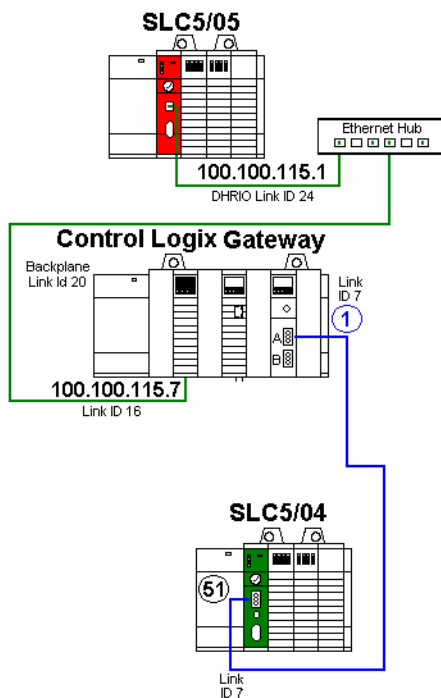 SLC5/05
Ethernet Hub
100.100.115.1
DHRIO Link ID 24
Control Logix Gateway
Backplane
Link Id 20
Link
ID 7
1
A
B
100.100.115.7
Link ID 16
SLC5/04
51
Link
ID 7